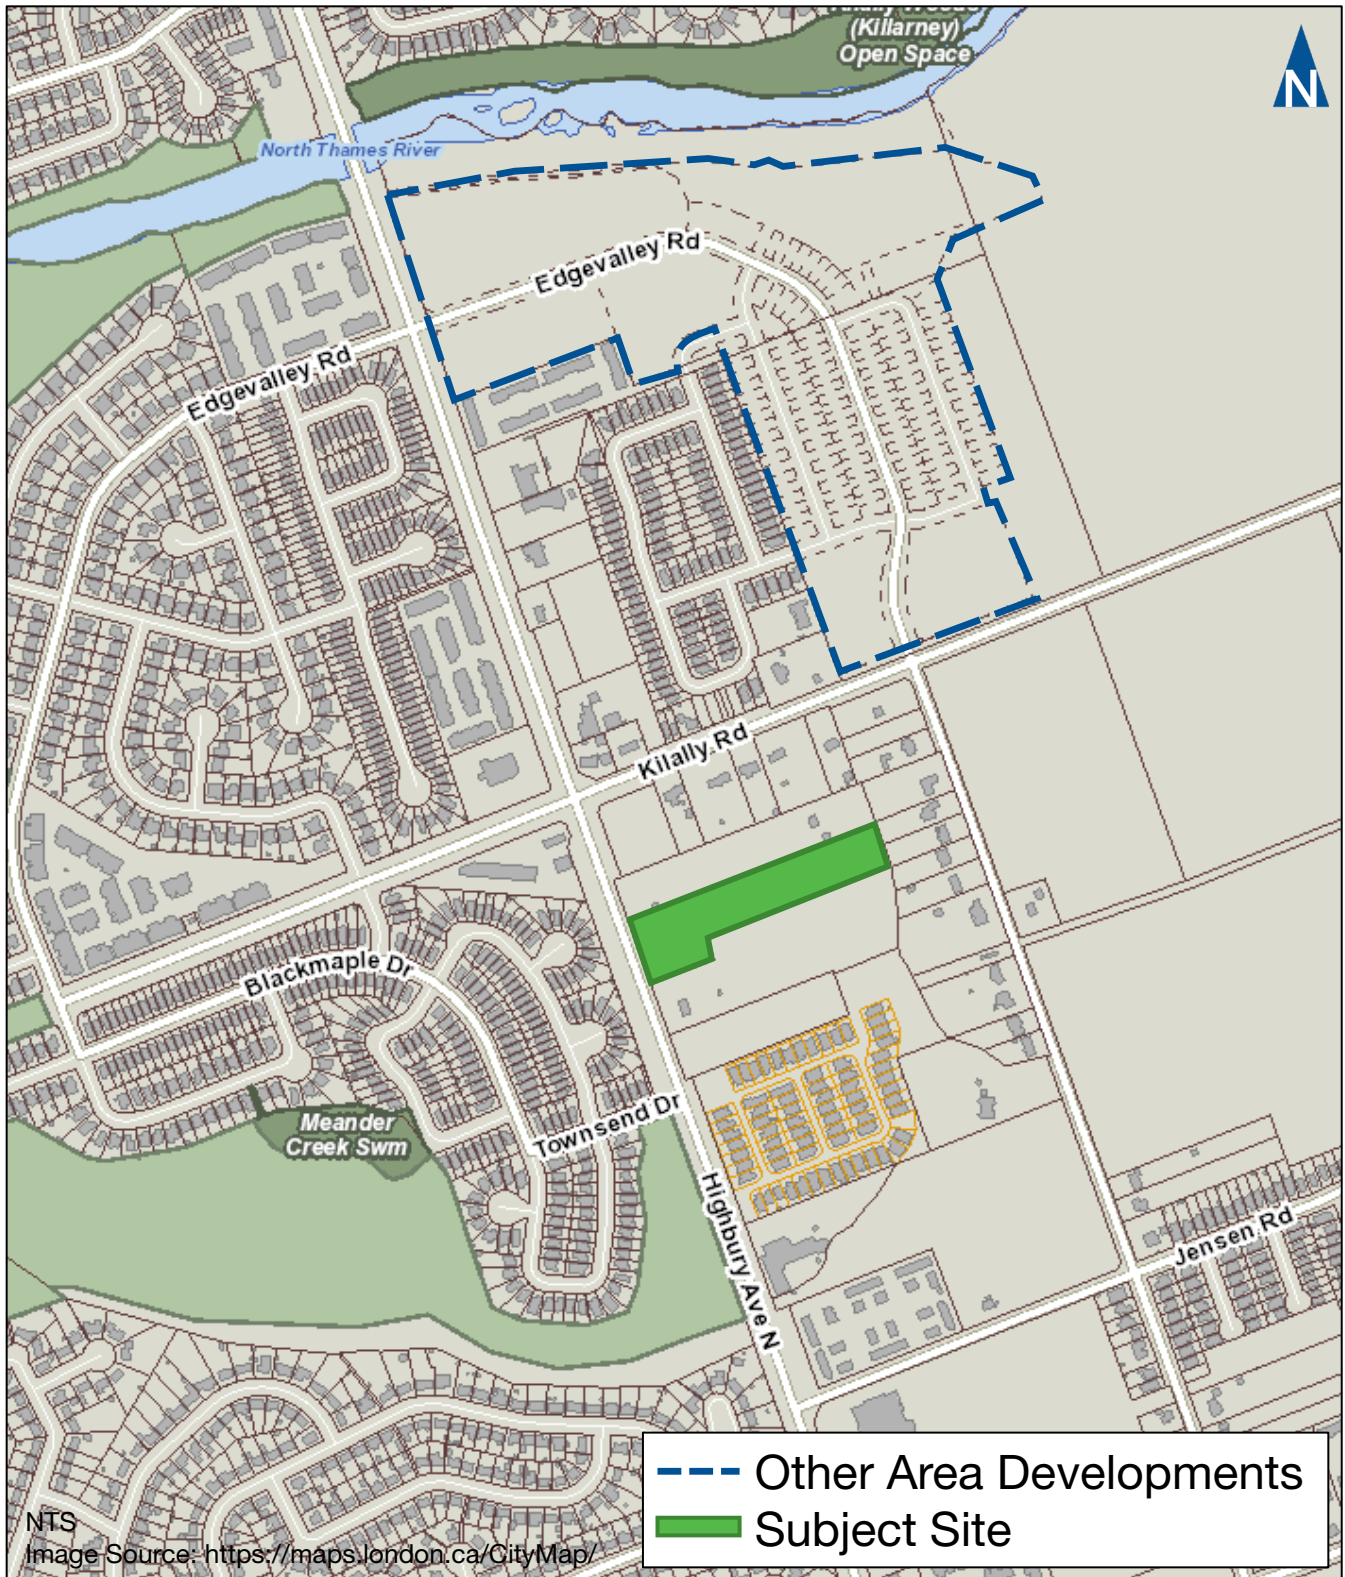 (Killarney)
Open Space
N
North Thames River
Edgevalley Rd
Edgevalley Rd
Kilally Rd
Blackmaple Dr
Meander
Creek Swm
Townsend Dr
Highbury Ave N
Jensen Rd
Other Area Developments
Subject Site
NTS
Image Source: https://maps.london.ca/CityMap/